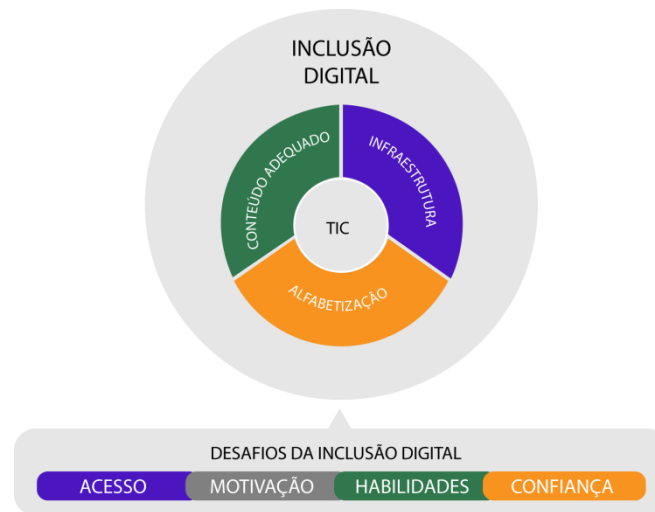 INCLUSÃO
DIGITAL
CONTEÚDO ADEQUADO
INFRAESTRUTURA
TIC
ALFABETIZAÇÃO
DESAFIOS DA INCLUSÃO DIGITAL
ACESSO MOTIVAÇÃO HABILIDADES CONFIANÇA